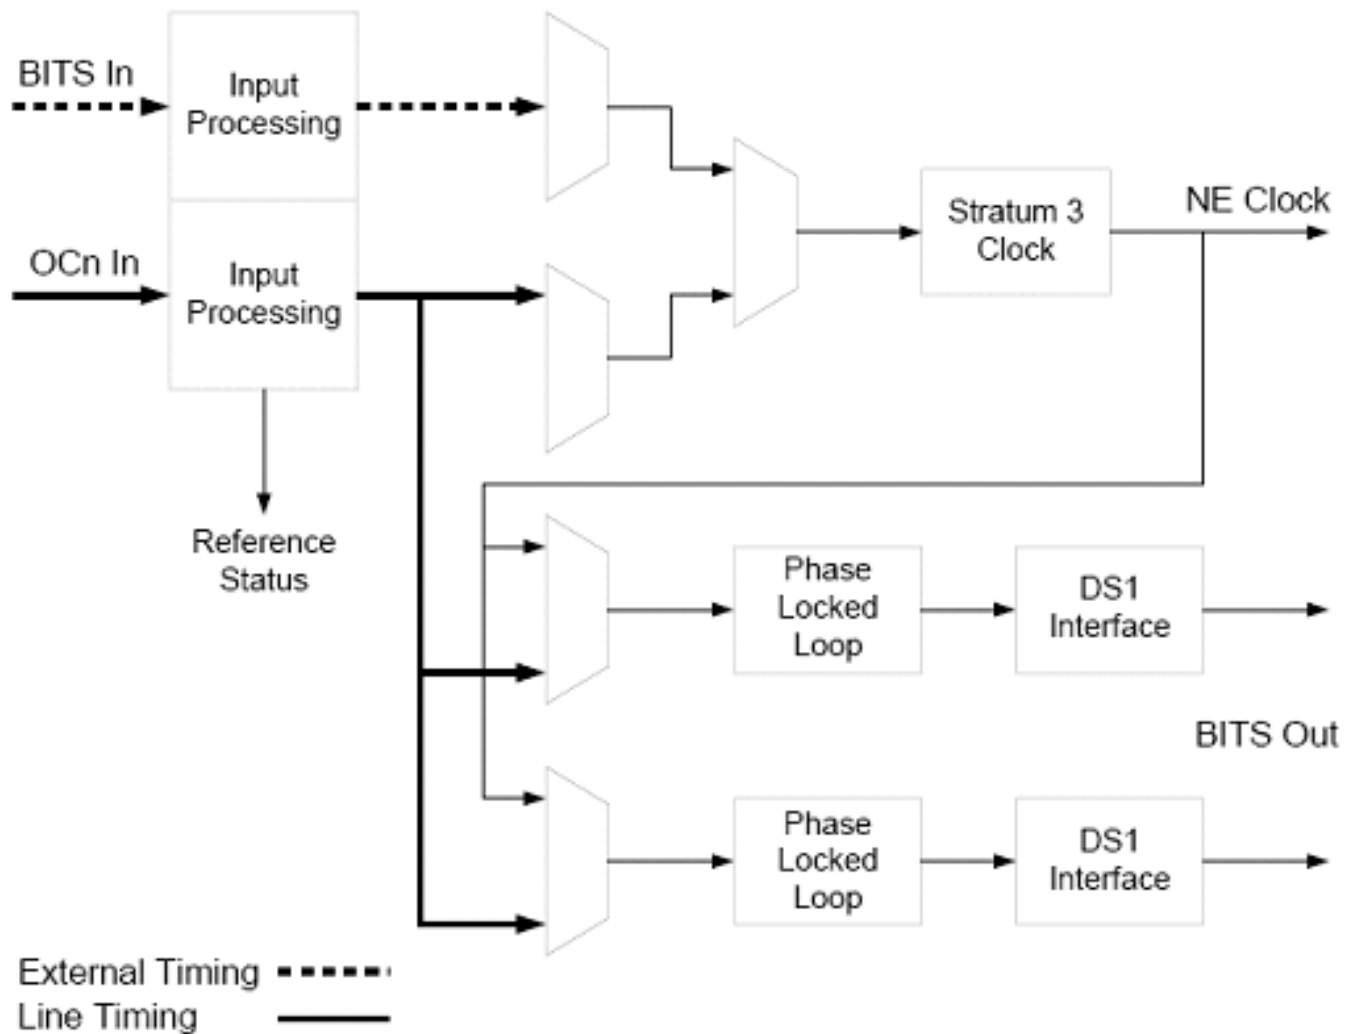 BITS In
Input
Processing
OCn In
Input
Processing
Reference
Status
Stratum 3
Clock
NE Clock
Phase
Locked
Loop
DS1
Interface
BITS Out
Phase
Locked
Loop
DS1
Interface
External Timing
Line Timing